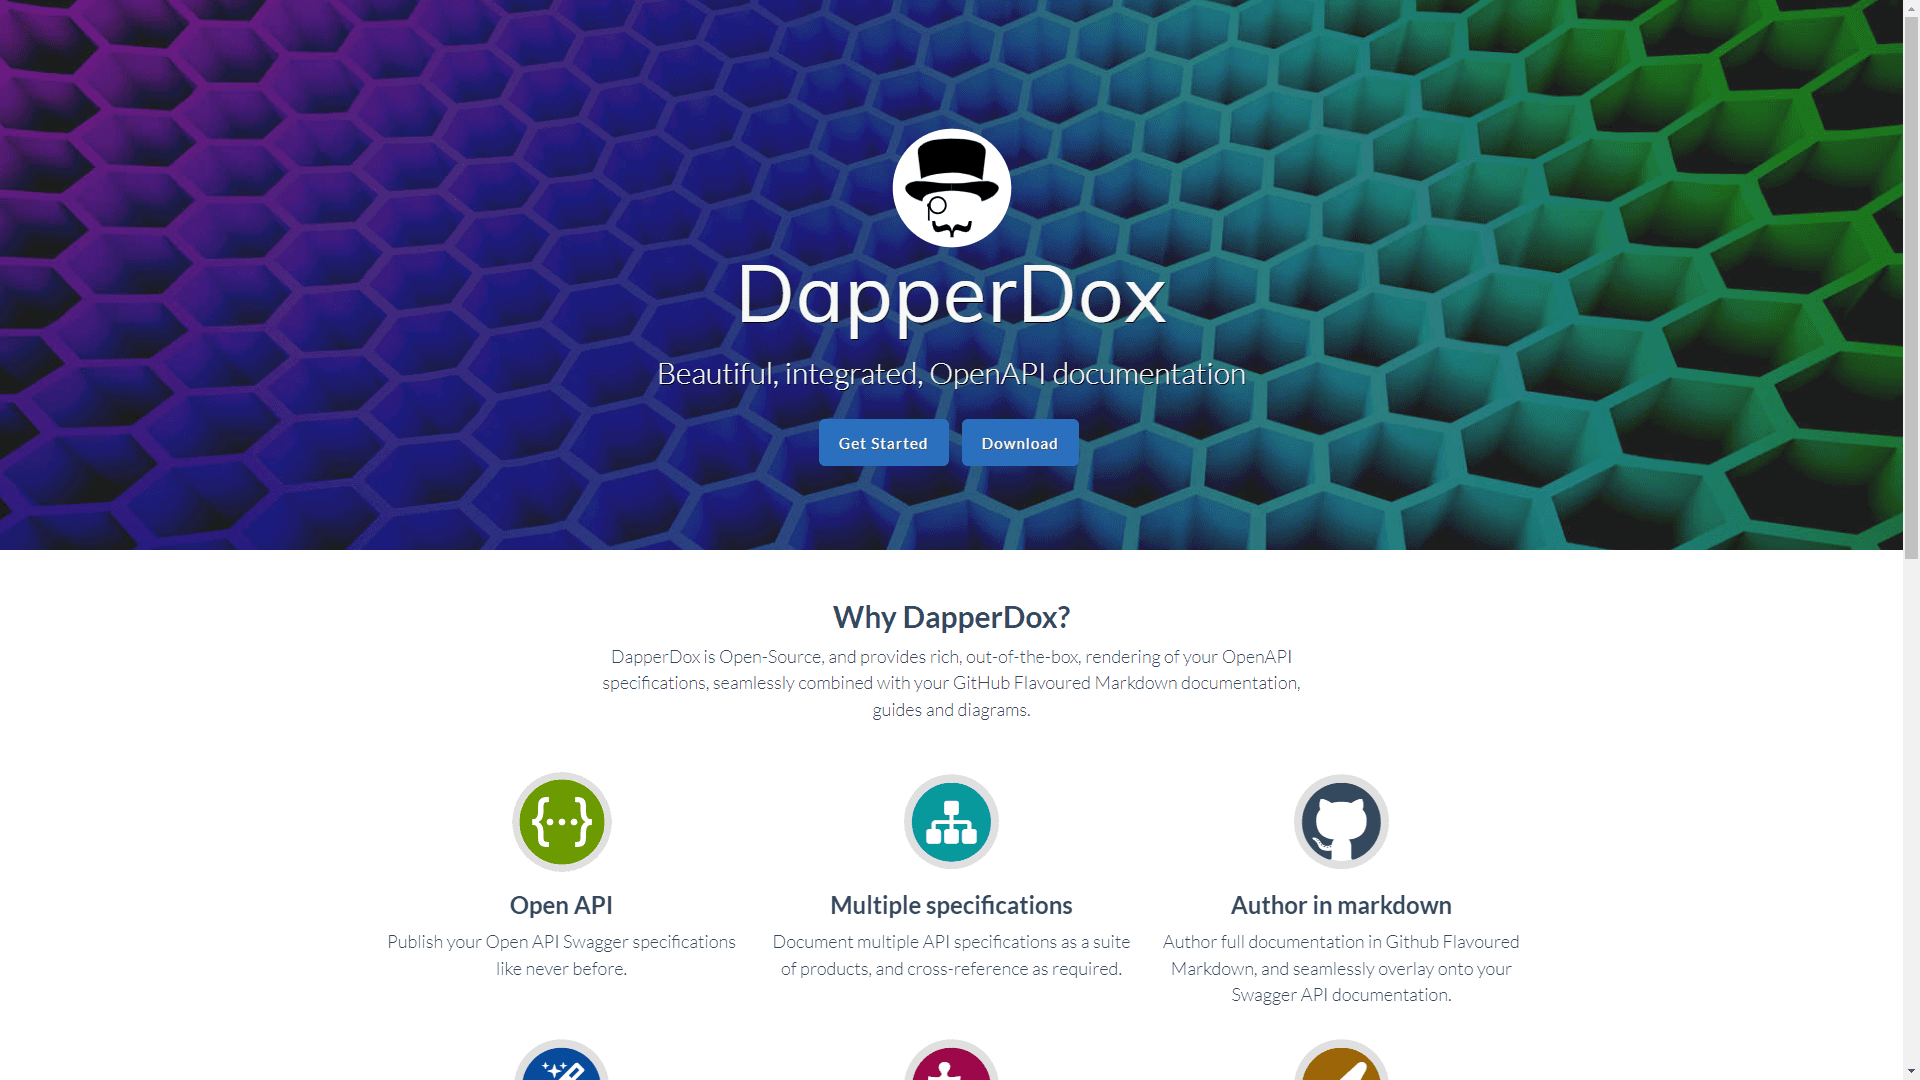 DapperDox
Beautiful, integrated, OpenAPI documentation
Get Started
Download
Why DapperDox?
DapperDox is Open-Source, and provides rich, out-of-the-box, rendering of your OpenAPI
specifications, seamlessly combined with your GitHub Flavoured Markdown documentation,
guides and diagrams.
Open API
Publish your Open API Swagger specifications
like never before.
Multiple specifications
Document multiple API specifications as a suite
of products, and cross-reference as required.
Author in markdown
Author full documentation in Github Flavoured
Markdown, and seamlessly overlay onto your
Swagger API documentation.